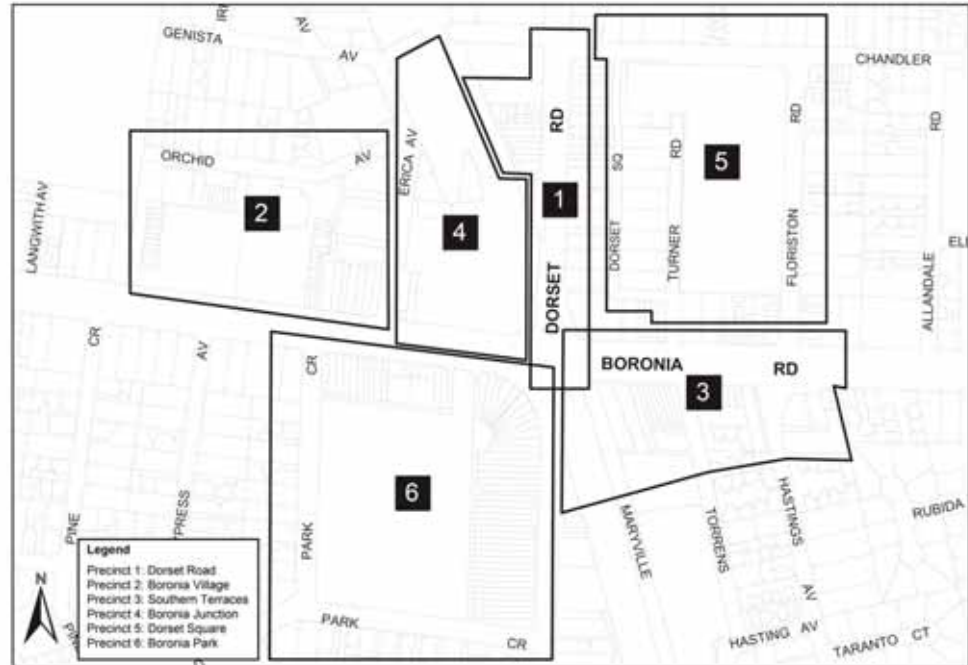 GENISTA
AV
AV
CHANDLER
RD
ORCHID
AV
ERICA AV
RD
SQ
RD
RD
LANGWITH AV
2
4
1
5
DORSET
DORSET
TURNER
FLORISTON
ALLANDALE
CR
AV
CR
BORONIA RD
3
6
PINE
PARK
MARYVILLE
TORRENS
HASTINGS
AV
RUBIDA
PARK
CR
HASTING AV
TARANTO CT
N
Legend
Precinct 1: Dorset Road
Precinct 2: Boronia Village
Precinct 3: Southern Terraces
Precinct 4: Boronia Junction
Precinct 5: Dorset Square
Precinct 6: Boronia Park